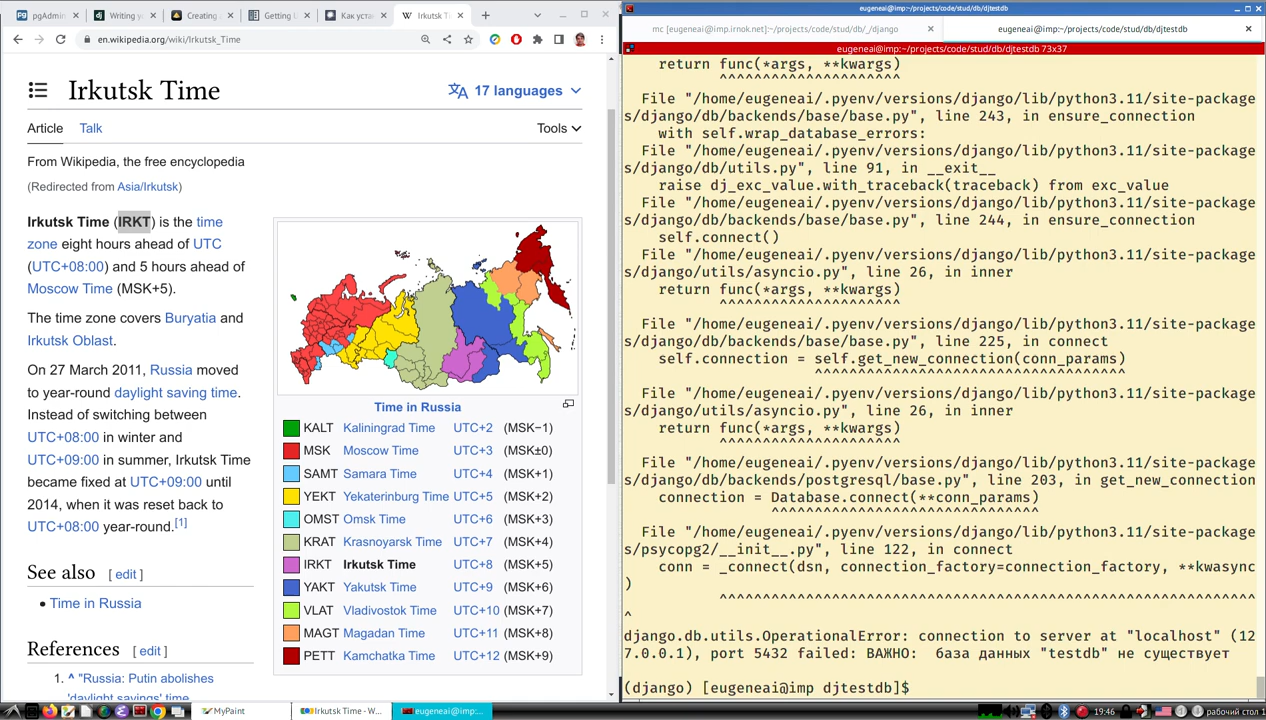 pgAdmin
Writing y
Creating
Getting
Как уста
Irkutsk T
en.wikipedia.org/wiki/Irkutsk_Time
Irkutsk Time
17 languages
Article
Talk
Tools
From Wikipedia, the free encyclopedia
(Redirected from Asia/Irkutsk)
Irkutsk Time (IRKT) is the time
zone eight hours ahead of UTC
(UTC+08:00) and 5 hours ahead of
Moscow Time (MSK+5).
The time zone covers Buryatia and
Irkutsk Oblast.
On 27 March 2011, Russia moved
to year-round daylight saving time.
Instead of switching between
UTC+08:00 in winter and
UTC+09:00 in summer, Irkutsk Time
became fixed at UTC+09:00 until
2014, when it was reset back to
UTC+08:00 year-round.[1]
See also [ edit ]
• Time in Russia
References [ edit ]
1. ^ "Russia: Putin abolishes
'daylight savings' time
Time in Russia
KALT Kaliningrad Time UTC+2 (MSK−1)
MSK Moscow Time UTC+3 (MSK±0)
SAMT Samara Time UTC+4 (MSK+1)
YEKT Yekaterinburg Time UTC+5 (MSK+2)
OMST Omsk Time UTC+6 (MSK+3)
KRAT Krasnoyarsk Time UTC+7 (MSK+4)
IRKT Irkutsk Time UTC+8 (MSK+5)
YAKT Yakutsk Time UTC+9 (MSK+6)
VLAT Vladivostok Time UTC+10 (MSK+7)
MAGT Magadan Time UTC+11 (MSK+8)
PETT Kamchatka Time UTC+12 (MSK+9)
eugeneai@imp:~/projects/code/stud/db/djtestdb
mc [eugeneai@imp.irnok.net]:~/projects/code/stud/db/_/django
eugeneai@imp:~/projects/code/stud/db/djtestdb
eugeneai@imp:~/projects/code/stud/db/djtestdb 73x37
return func(*args, **kwargs)
^^^^^^^^^^^^^^^^^^^^^
File "/home/eugeneai/.pyenv/versions/django/lib/python3.11/site-package
s/django/db/backends/base/base.py", line 243, in ensure_connection
with self.wrap_database_errors:
File "/home/eugeneai/.pyenv/versions/django/lib/python3.11/site-package
s/django/db/utils.py", line 91, in __exit__
raise dj_exc_value.with_traceback(traceback) from exc_value
File "/home/eugeneai/.pyenv/versions/django/lib/python3.11/site-package
s/django/db/backends/base/base.py", line 244, in ensure_connection
self.connect()
File "/home/eugeneai/.pyenv/versions/django/lib/python3.11/site-package
s/django/utils/asyncio.py", line 26, in inner
return func(*args, **kwargs)
^^^^^^^^^^^^^^^^^^^^^
File "/home/eugeneai/.pyenv/versions/django/lib/python3.11/site-package
s/django/db/backends/base/base.py", line 225, in connect
self.connection = self.get_new_connection(conn_params)
^^^^^^^^^^^^^^^^^^^^^^^^^^^^^^^^^^^^
File "/home/eugeneai/.pyenv/versions/django/lib/python3.11/site-package
s/django/utils/asyncio.py", line 26, in inner
return func(*args, **kwargs)
^^^^^^^^^^^^^^^^^^^^^
File "/home/eugeneai/.pyenv/versions/django/lib/python3.11/site-package
s/django/db/backends/postgresql/base.py", line 203, in get_new_connection
connection = Database.connect(**conn_params)
^^^^^^^^^^^^^^^^^^^^^^^^^^^^^^^
File "/home/eugeneai/.pyenv/versions/django/lib/python3.11/site-package
s/psycopg2/__init__.py", line 122, in connect
conn = _connect(dsn, connection_factory=connection_factory, **kwasync
)
^^^^^^^^^^^^^^^^^^^^^^^^^^^^^^^^^^^^^^^^^^^^^^^^^^^^^^^^^^^^^^
^
django.db.utils.OperationalError: connection to server at "localhost" (12
7.0.0.1), port 5432 failed: ВАЖНО:  база данных "testdb" не существует
(django) [eugeneai@imp djtestdb]$
MyPaint
Irkutsk Time - W...
eugeneai@imp:...
19:46
рабочий стол 1